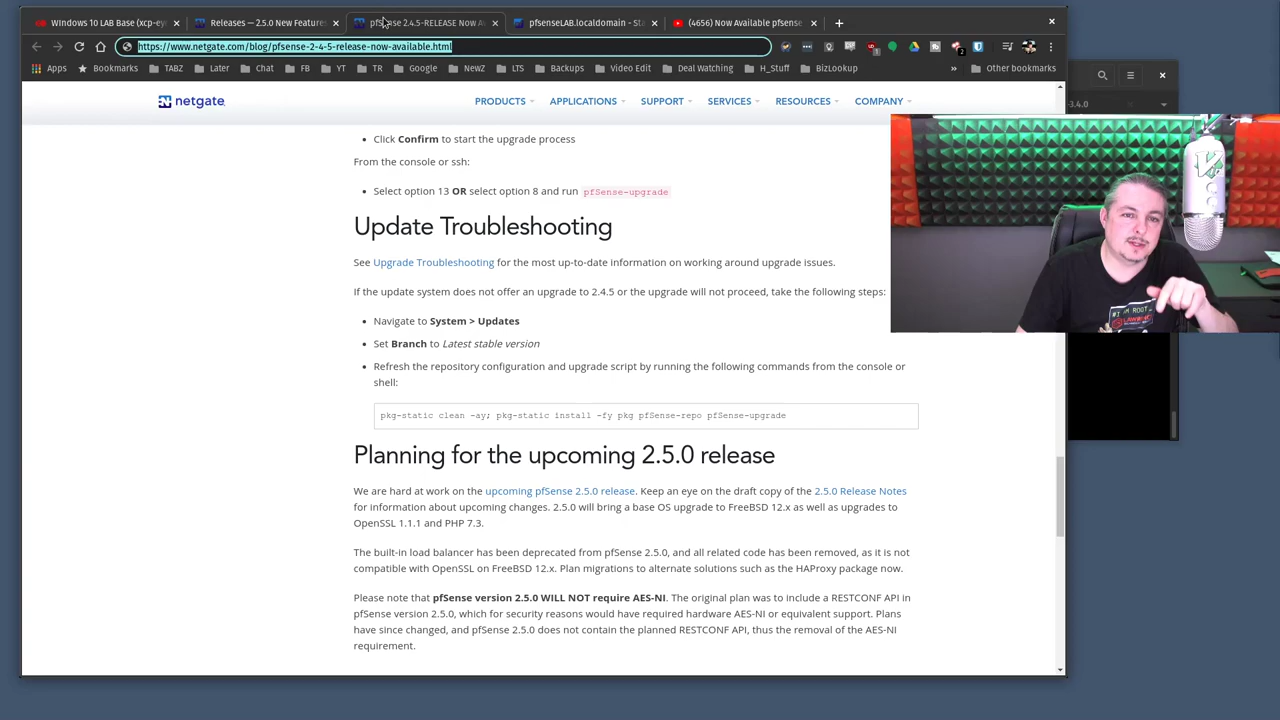 Windows 10 LAB Base (xcp-ey
Releases — 2.5.0 New Feature
pfSense 2.4.5-RELEASE Now Av
pfsenseLAB.localdomain - Sta
(4656) Now Available pfsense
https://www.netgate.com/blog/pfsense-2-4-5-release-now-available.html
Apps
Bookmarks
TABZ
Later
Chat
FB
YT
TR
Google
NewZ
LTS
Backups
Video Edit
Deal Watching
H_Stuff
BizLookup
»
Other bookmarks
-3.4.0
netgate
PRODUCTS
APPLICATIONS
SUPPORT
SERVICES
RESOURCES
COMPANY
• Click Confirm to start the upgrade process
From the console or ssh:
• Select option 13 OR select option 8 and run pfSense-upgrade
Update Troubleshooting
See Upgrade Troubleshooting for the most up-to-date information on working around upgrade issues.
If the update system does not offer an upgrade to 2.4.5 or the upgrade will not proceed, take the following steps:
• Navigate to System > Updates
• Set Branch to Latest stable version
• Refresh the repository configuration and upgrade script by running the following commands from the console or
shell:
pkg-static clean -ay; pkg-static install -fy pkg pfSense-repo pfSense-upgrade
Planning for the upcoming 2.5.0 release
We are hard at work on the upcoming pfSense 2.5.0 release. Keep an eye on the draft copy of the 2.5.0 Release Notes
for information about upcoming changes. 2.5.0 will bring a base OS upgrade to FreeBSD 12.x as well as upgrades to
OpenSSL 1.1.1 and PHP 7.3.
The built-in load balancer has been deprecated from pfSense 2.5.0, and all related code has been removed, as it is not
compatible with OpenSSL on FreeBSD 12.x. Plan migrations to alternate solutions such as the HAProxy package now.
Please note that pfSense version 2.5.0 WILL NOT require AES-NI. The original plan was to include a RESTCONF API in
pfSense version 2.5.0, which for security reasons would have required hardware AES-NI or equivalent support. Plans
have since changed, and pfSense 2.5.0 does not contain the planned RESTCONF API, thus the removal of the AES-NI
requirement.